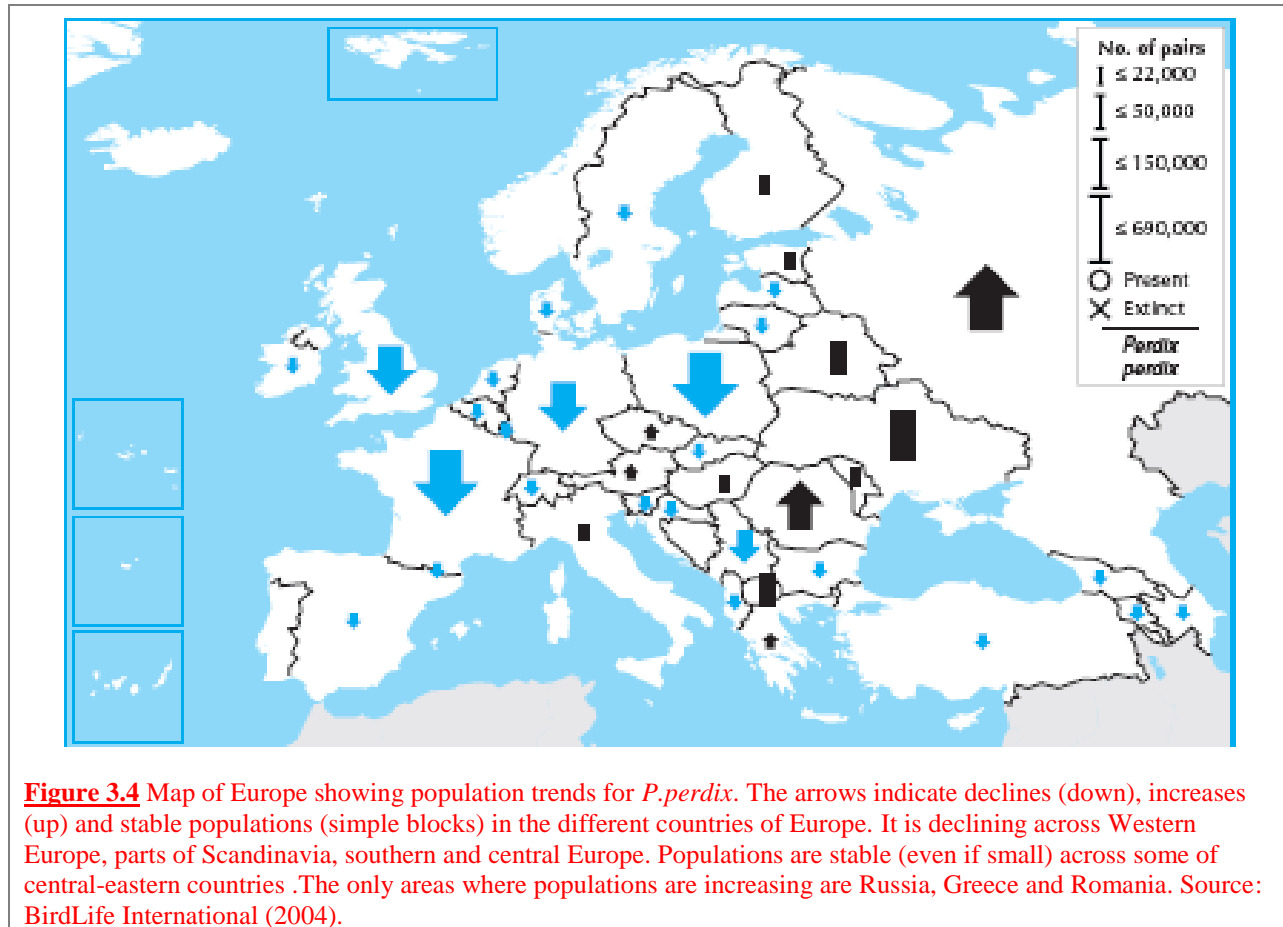 No. of pairs
≤ 22,000
≤ 50,000
≤ 150,000
≤ 690,000
Present
Extinct
Perdix
perdix
Figure 3.4 Map of Europe showing population trends for P.perdix. The arrows indicate declines (down), increases
(up) and stable populations (simple blocks) in the different countries of Europe. It is declining across Western
Europe, parts of Scandinavia, southern and central Europe. Populations are stable (even if small) across some of
central-eastern countries .The only areas where populations are increasing are Russia, Greece and Romania. Source:
BirdLife International (2004).